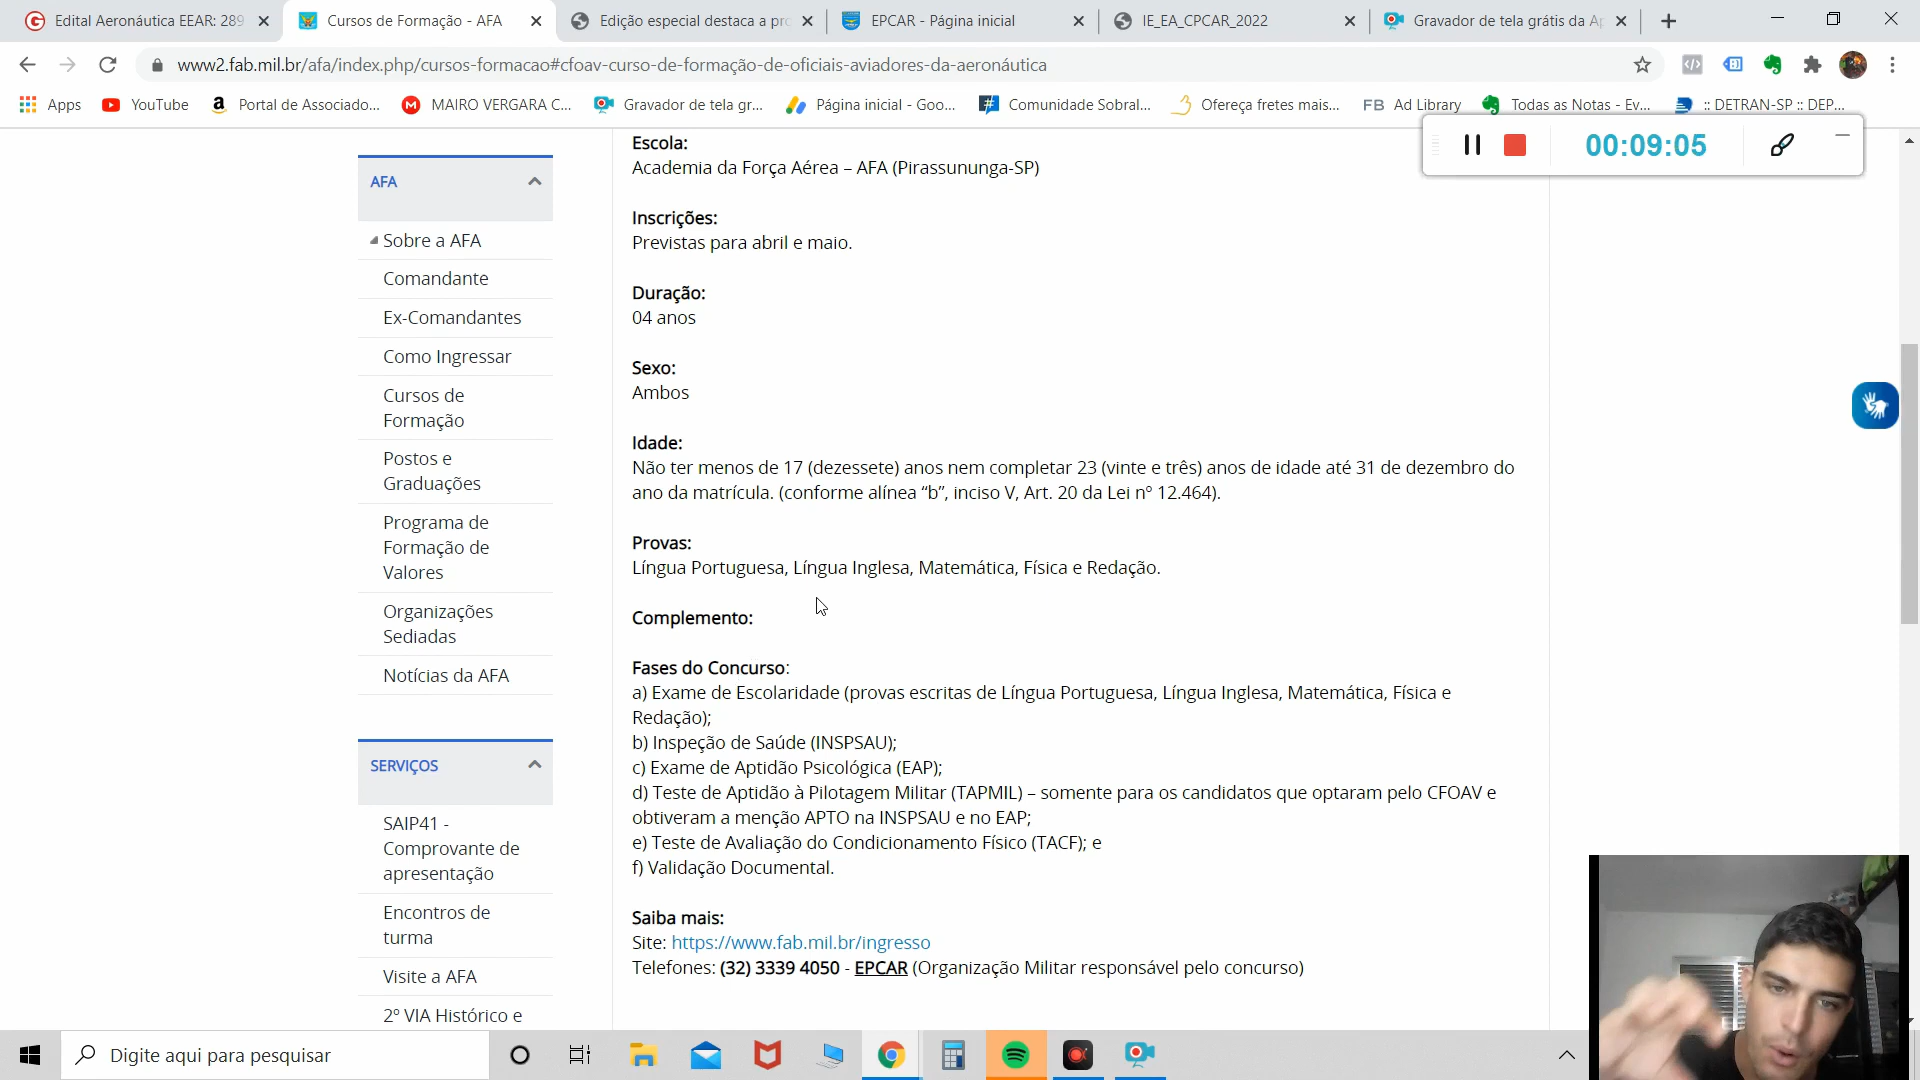 Edital Aeronáutica EEAR: 289
Cursos de Formação - AFA
Edição especial destaca a pro
EPCAR - Página inicial
IE_EA_CPCAR_2022
Gravador de tela grátis da Ap
www2.fab.mil.br/afa/index.php/cursos-formacao#cfoav-curso-de-formação-de-oficiais-aviadores-da-aeronáutica
Apps
YouTube
Portal de Associado...
MAIRO VERGARA C...
Gravador de tela gr...
Página inicial - Goo...
Comunidade Sobral...
Ofereça fretes mais...
FB Ad Library
Todas as Notas - Ev...
:: DETRAN-SP :: DEP...
00:09:05
AFA
Sobre a AFA
Comandante
Ex-Comandantes
Como Ingressar
Cursos de
Formação
Postos e
Graduações
Programa de
Formação de
Valores
Organizações
Sediadas
Notícias da AFA
SERVIÇOS
SAIP41 -
Comprovante de
apresentação
Encontros de
turma
Visite a AFA
2º VIA Histórico e
Escola:
Academia da Força Aérea – AFA (Pirassununga-SP)
Inscrições:
Previstas para abril e maio.
Duração:
04 anos
Sexo:
Ambos
Idade:
Não ter menos de 17 (dezessete) anos nem completar 23 (vinte e três) anos de idade até 31 de dezembro do
ano da matrícula. (conforme alínea “b”, inciso V, Art. 20 da Lei nº 12.464).
Provas:
Língua Portuguesa, Língua Inglesa, Matemática, Física e Redação.
Complemento:
Fases do Concurso:
a) Exame de Escolaridade (provas escritas de Língua Portuguesa, Língua Inglesa, Matemática, Física e
Redação);
b) Inspeção de Saúde (INSPSAU);
c) Exame de Aptidão Psicológica (EAP);
d) Teste de Aptidão à Pilotagem Militar (TAPMIL) – somente para os candidatos que optaram pelo CFOAV e
obtiveram a menção APTO na INSPSAU e no EAP;
e) Teste de Avaliação do Condicionamento Físico (TACF); e
f) Validação Documental.
Saiba mais:
Site: https://www.fab.mil.br/ingresso
Telefones: (32) 3339 4050 - EPCAR (Organização Militar responsável pelo concurso)
Digite aqui para pesquisar